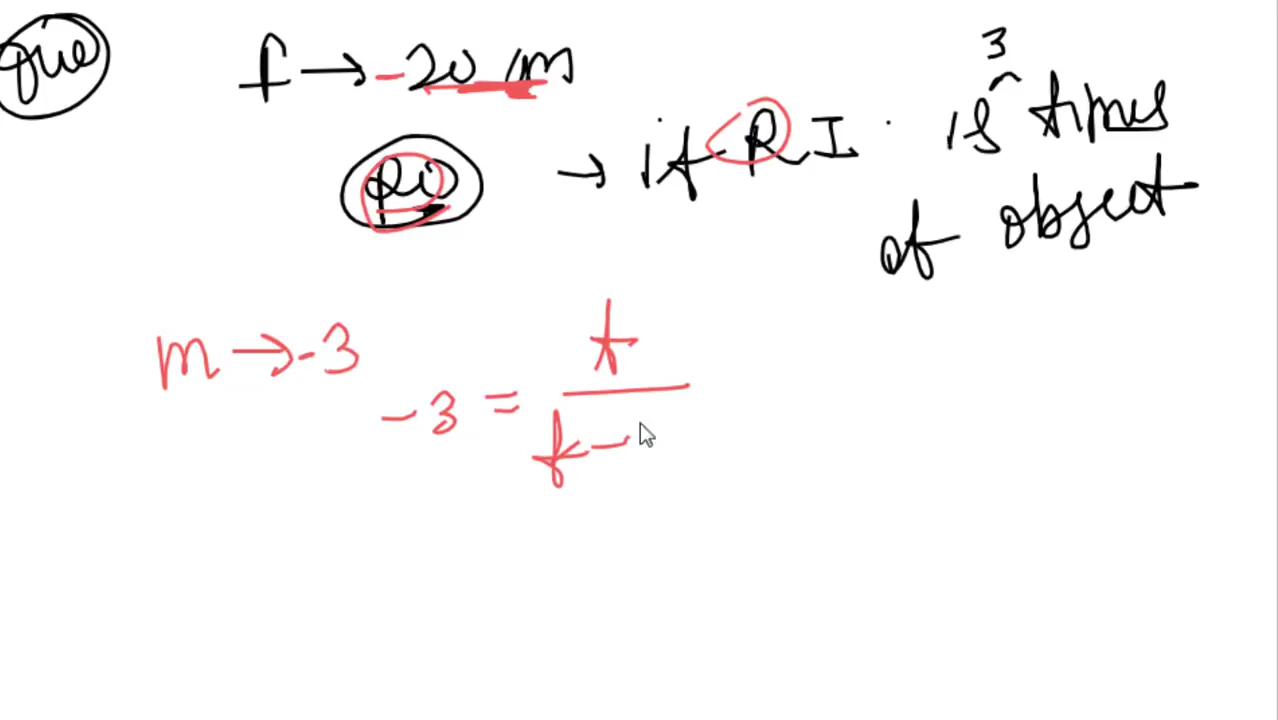 que
f → -20 cm
→ if R I . is 3 times
of object
m → -3
-3 = f
f -